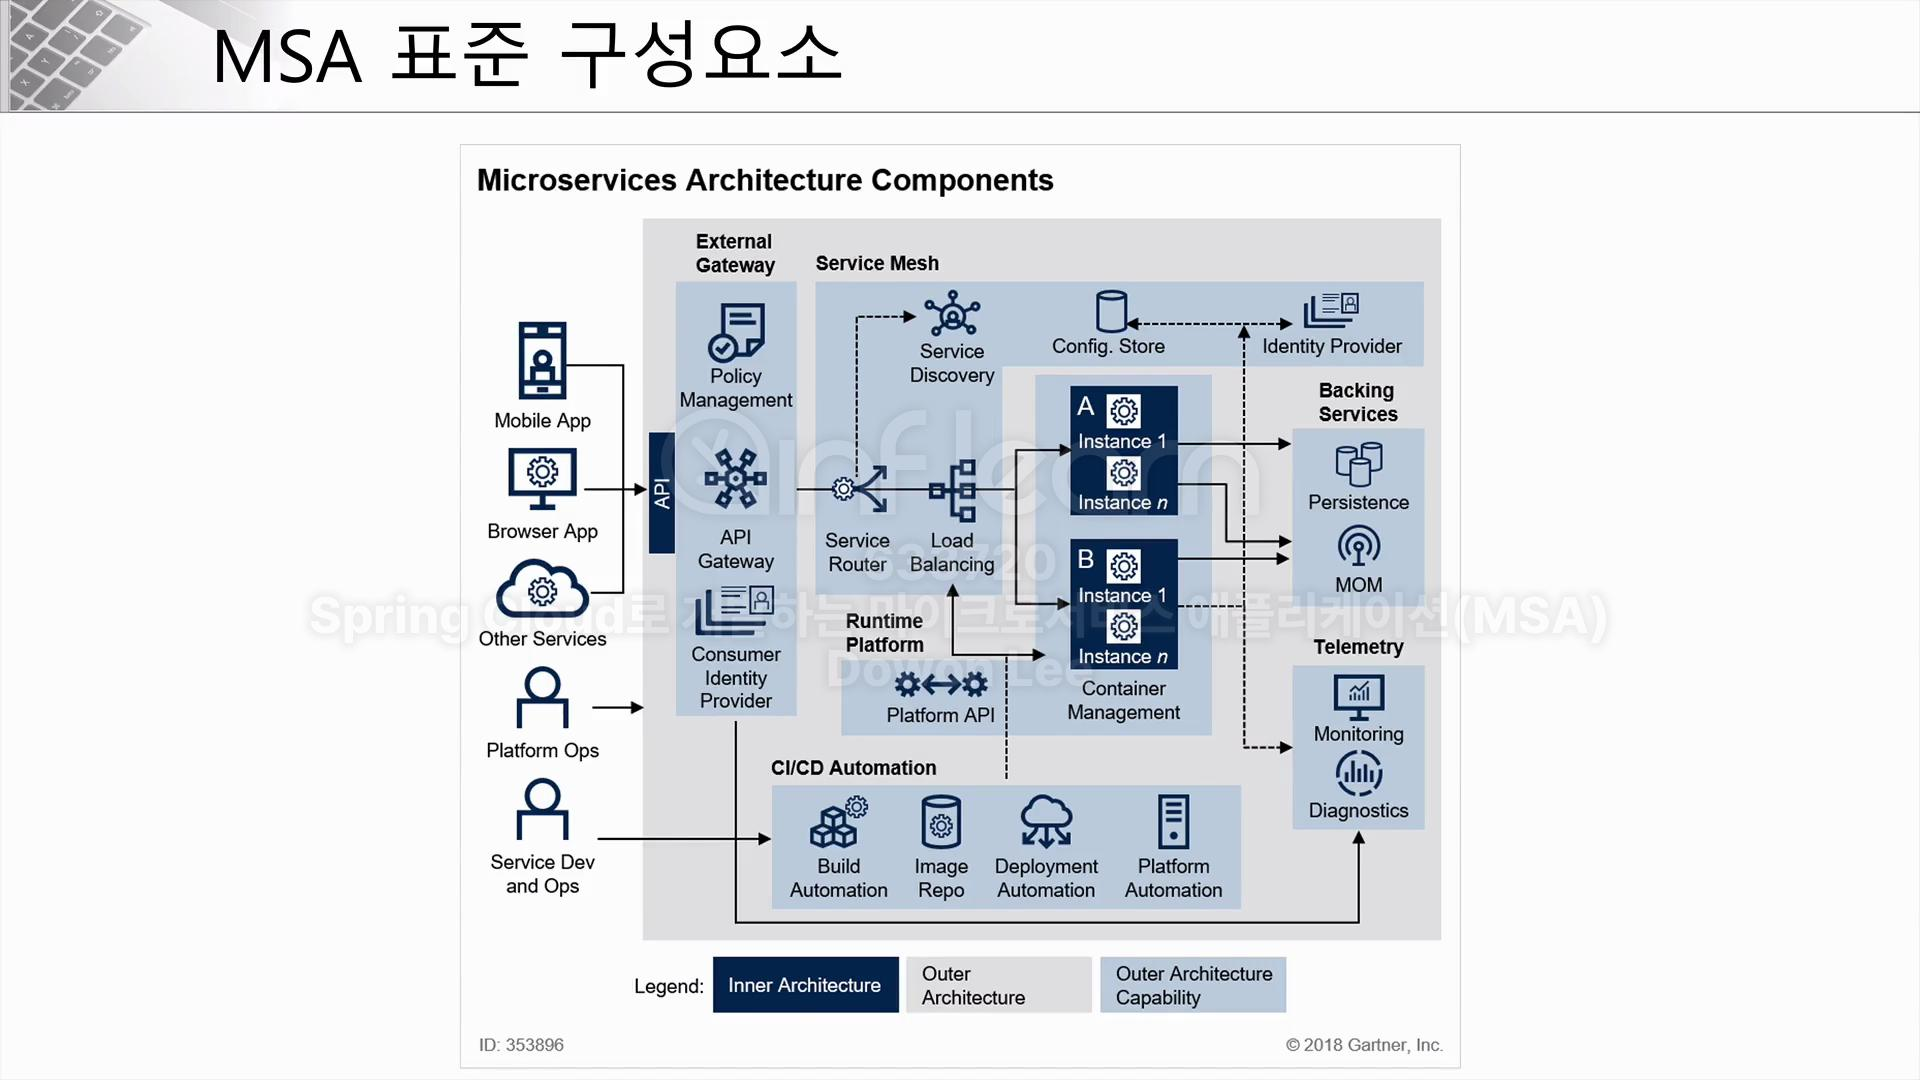 MSA 표준 구성요소
Microservices Architecture Components
External
Gateway
Service Mesh
Policy
Management
Service
Discovery
Config. Store
Identity Provider
Mobile App
Browser App
Other Services
Platform Ops
Service Dev
and Ops
API
API
Gateway
Consumer
Identity
Provider
Service
Router
Load
Balancing
A
Instance 1
Instance n
B
Instance 1
Instance n
Container
Management
Runtime
Platform
Platform API
Backing
Services
Persistence
MOM
Telemetry
Monitoring
Diagnostics
CI/CD Automation
Build
Automation
Image
Repo
Deployment
Automation
Platform
Automation
Legend:
Inner Architecture
Outer
Architecture
Outer Architecture
Capability
ID: 353896
© 2018 Gartner, Inc.
inflearn
633720
Spring Cloud로 개발하는 마이크로서비스 애플리케이션(MSA)
Dowon Lee